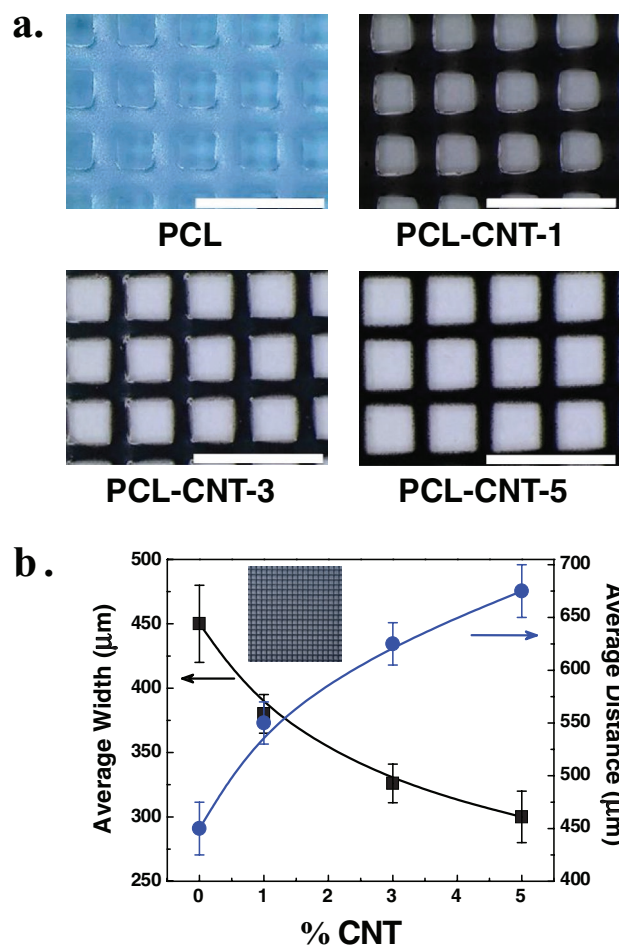 a.
PCL
PCL-CNT-1
PCL-CNT-3
PCL-CNT-5
b.
500
450
400
350
300
250
Average Width (μm)
700
650
600
550
500
450
400
Average Distance (μm)
0 1 2 3 4 5
% CNT